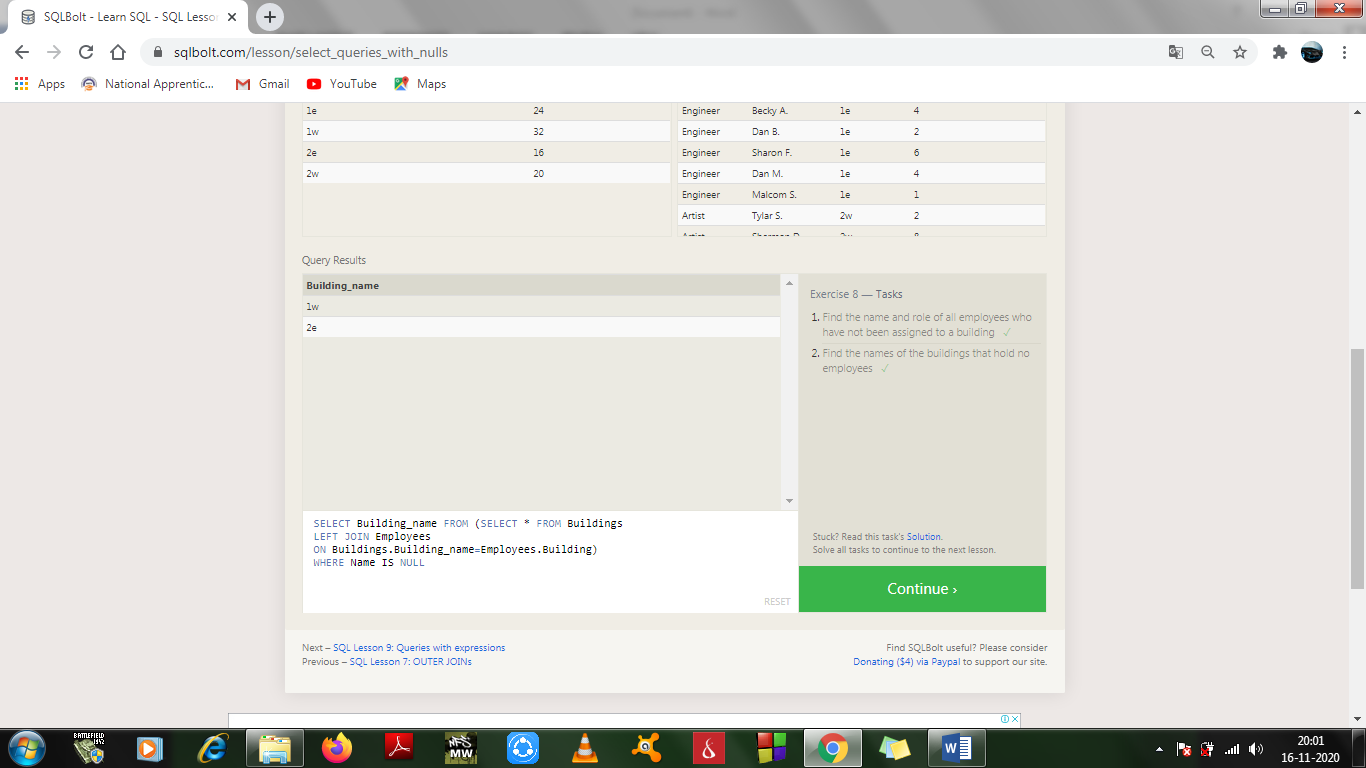 SQLBolt - Learn SQL - SQL Lesson
sqlbolt.com/lesson/select_queries_with_nulls
Apps
National Apprentic...
Gmail
YouTube
Maps
1e 24
1w 32
2e 16
2w 20
Engineer Becky A. 1e 4
Engineer Dan B. 1e 2
Engineer Sharon F. 1e 6
Engineer Dan M. 1e 4
Engineer Malcom S. 1e 1
Artist Tylar S. 2w 2
Query Results
Building_name
1w
2e
Exercise 8 — Tasks
1. Find the name and role of all employees who
have not been assigned to a building ✓
2. Find the names of the buildings that hold no
employees ✓
SELECT Building_name FROM (SELECT * FROM Buildings
LEFT JOIN Employees
ON Buildings.Building_name=Employees.Building)
WHERE Name IS NULL
RESET
Stuck? Read this task's Solution.
Solve all tasks to continue to the next lesson.
Continue ›
Next – SQL Lesson 9: Queries with expressions
Previous – SQL Lesson 7: OUTER JOINs
Find SQLBolt useful? Please consider
Donating ($4) via Paypal to support our site.
BATTLEFIELD
1942
NFS
MW
W
20:01
16-11-2020